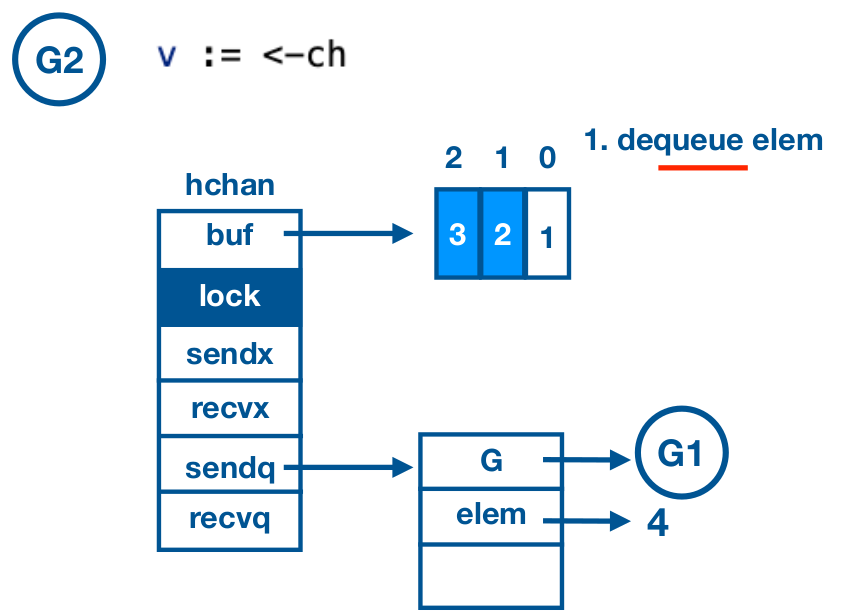 G2
v := <-ch
1. dequeue elem
2 1 0
hchan
buf
3 2 1
lock
sendx
recvx
sendq
recvq
G
G1
elem
4